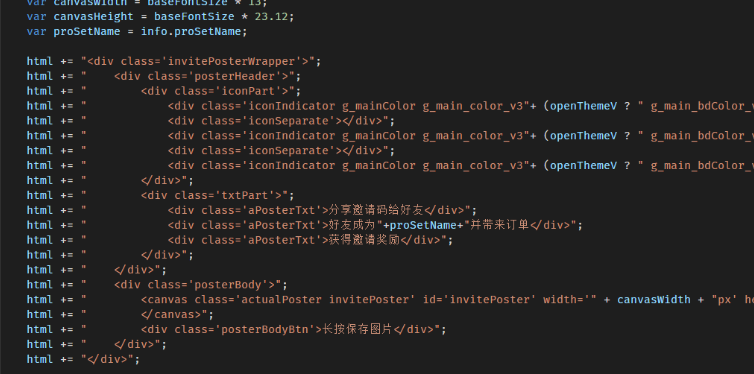 var canvasWidth = baseFontSize * 13;
var canvasHeight = baseFontSize * 23.12;
var proSetName = info.proSetName;
html += "<div class='invitePosterWrapper'>";
html += "    <div class='posterHeader'>";
html += "        <div class='iconPart'>";
html += "            <div class='iconIndicator g_mainColor g_main_color_v3"+ (openThemeV ? " g_main_bdColor_v
html += "            <div class='iconSeparate'></div>";
html += "            <div class='iconIndicator g_mainColor g_main_color_v3"+ (openThemeV ? " g_main_bdColor_v
html += "            <div class='iconSeparate'></div>";
html += "            <div class='iconIndicator g_mainColor g_main_color_v3"+ (openThemeV ? " g_main_bdColor_v
html += "        </div>";
html += "        <div class='txtPart'>";
html += "            <div class='aPosterTxt'>分享邀请码给好友</div>";
html += "            <div class='aPosterTxt'>好友成为"+proSetName+"并带来订单</div>";
html += "            <div class='aPosterTxt'>获得邀请奖励</div>";
html += "        </div>";
html += "    </div>";
html += "    <div class='posterBody'>";
html += "        <canvas class='actualPoster invitePoster' id='invitePoster' width='" + canvasWidth + "px' he
html += "        </canvas>";
html += "        <div class='posterBodyBtn'>长按保存图片</div>";
html += "    </div>";
html += "</div>";